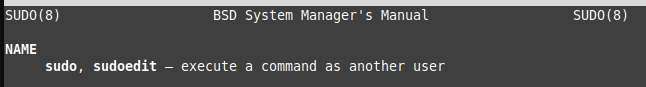 SUDO(8) BSD System Manager's Manual SUDO(8)
NAME
sudo, sudoedit — execute a command as another user